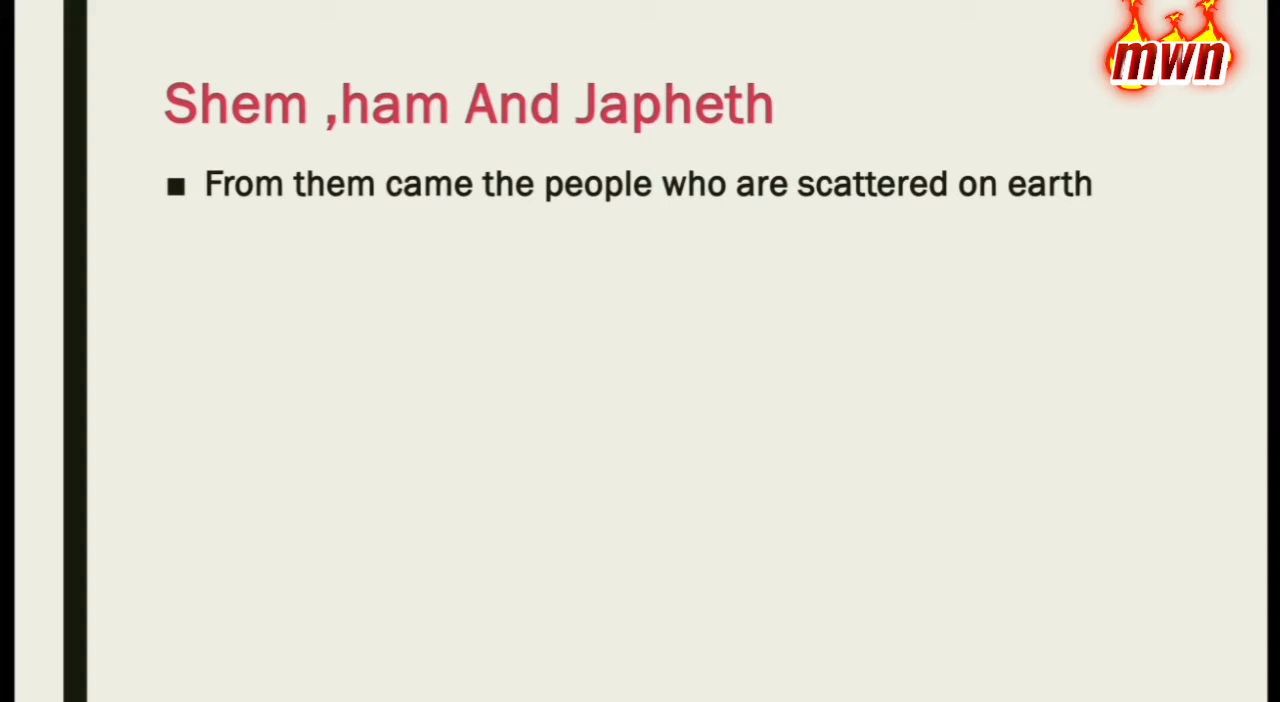 mwn
Shem ,ham And Japheth
■ From them came the people who are scattered on earth